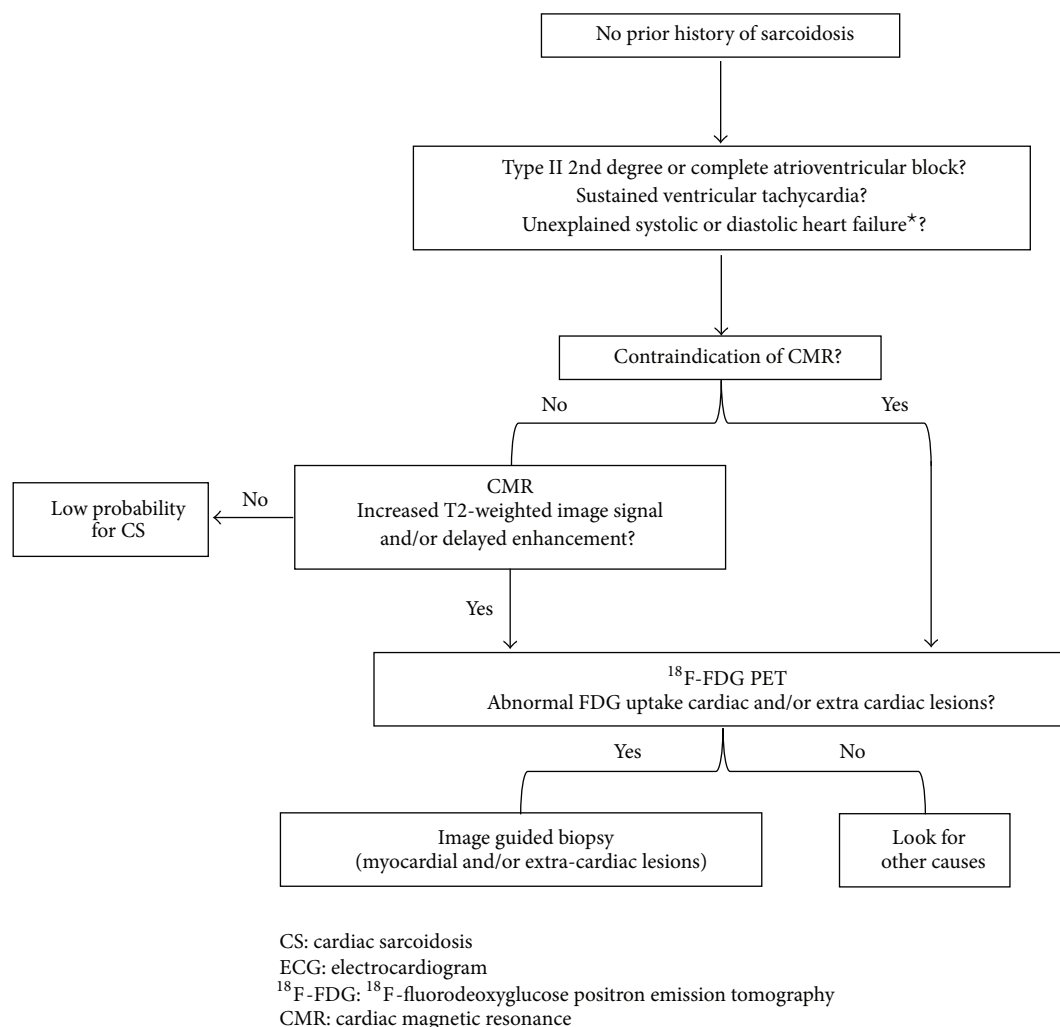 No prior history of sarcoidosis
Type II 2nd degree or complete atrioventricular block?
Sustained ventricular tachycardia?
Unexplained systolic or diastolic heart failure*?
Contraindication of CMR?
No
Yes
CMR
Increased T2-weighted image signal
and/or delayed enhancement?
No
Low probability
for CS
Yes
18F-FDG PET
Abnormal FDG uptake cardiac and/or extra cardiac lesions?
Yes
No
Image guided biopsy
(myocardial and/or extra-cardiac lesions)
Look for
other causes
CS: cardiac sarcoidosis
ECG: electrocardiogram
18F-FDG: 18F-fluorodeoxyglucose positron emission tomography
CMR: cardiac magnetic resonance